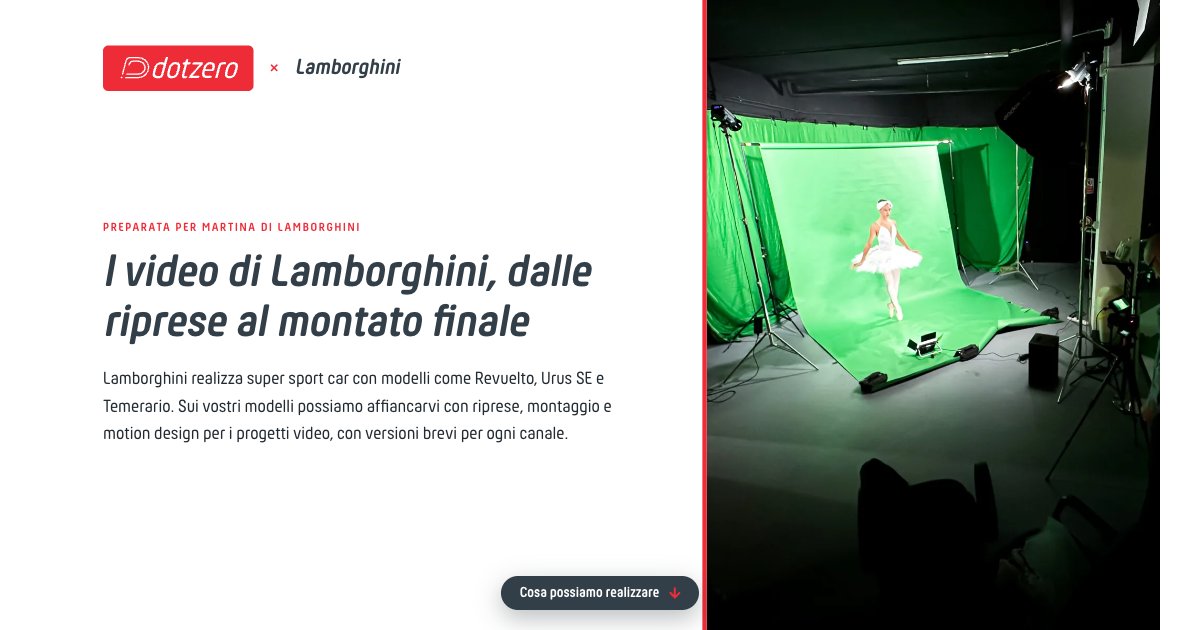 dotzero × Lamborghini
PREPARATA PER MARTINA DI LAMBORGHINI
I video di Lamborghini, dalle
riprese al montato finale
Lamborghini realizza super sport car con modelli come Revuelto, Urus SE e
Temerario. Sui vostri modelli possiamo affiancarvi con riprese, montaggio e
motion design per i progetti video, con versioni brevi per ogni canale.
Cosa possiamo realizzare